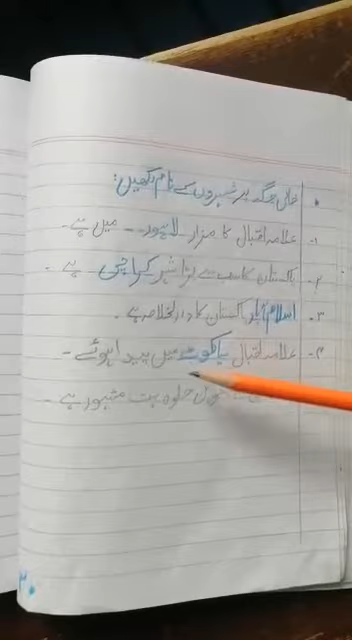 خالی جگہ پر شہروں کے نام لکھیں:
۱۔ علامہ اقبال کا مزار لاہور میں ہے۔
۲۔ پاکستان کا سب سے بڑا شہر کراچی ہے۔
۳۔ اسلام آباد پاکستان کا دارلخلافہ ہے۔
۴۔ علامہ اقبال سیالکوٹ میں پیدا ہوئے۔
حلوہ بہت مشہور ہے۔